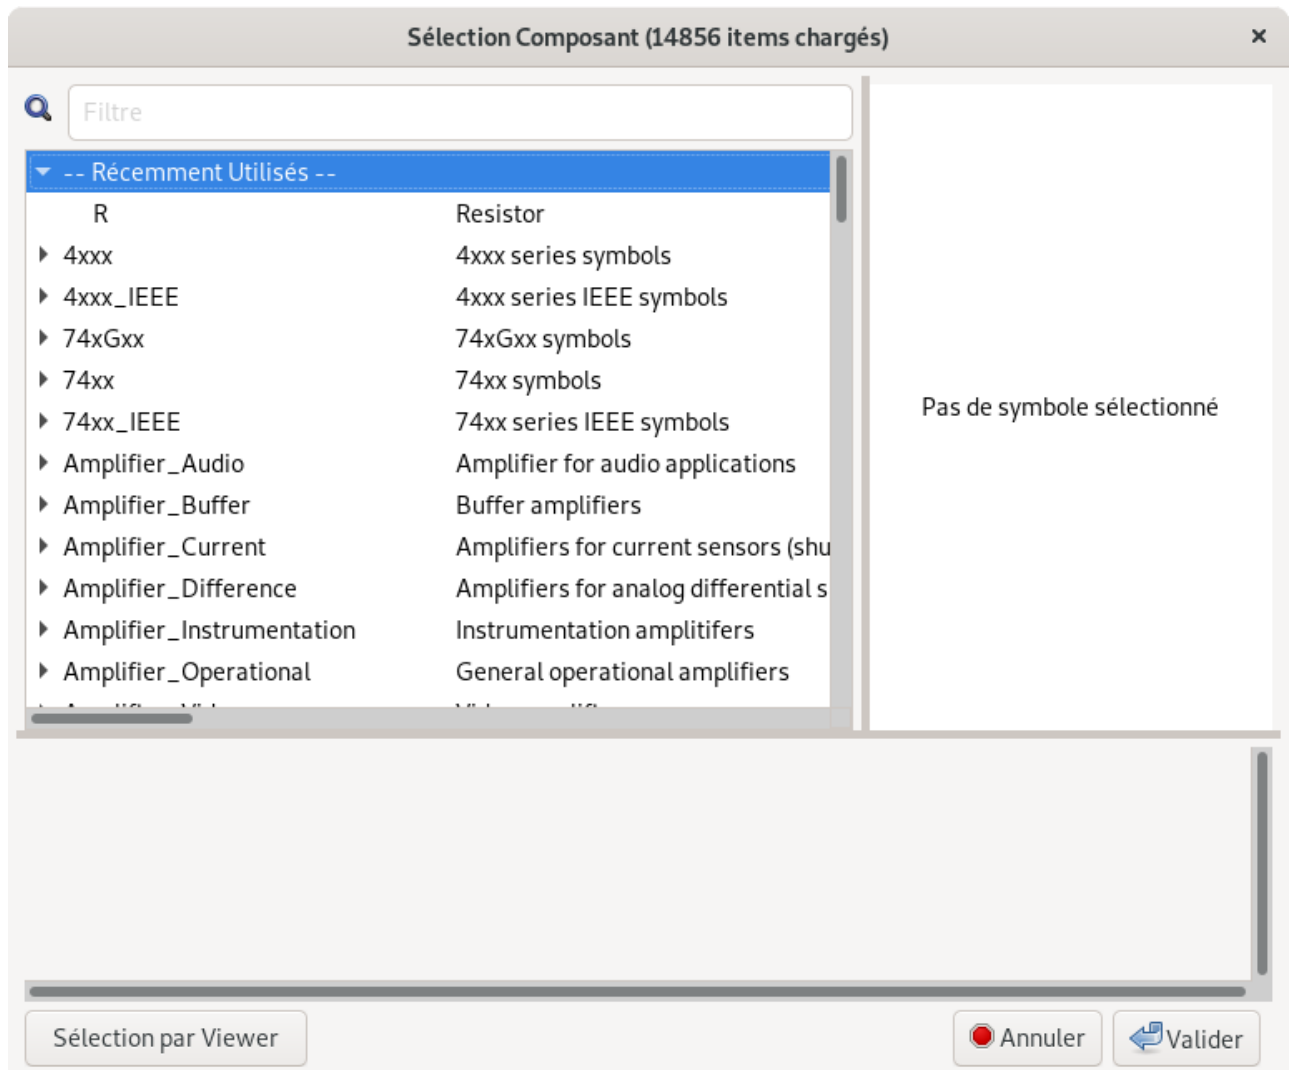 Sélection Composant (14856 items chargés)
Filtre
-- Récemment Utilisés --
R Resistor
4xxx 4xxx series symbols
4xxx_IEEE 4xxx series IEEE symbols
74xGxx 74xGxx symbols
74xx 74xx symbols
74xx_IEEE 74xx series IEEE symbols
Amplifier_Audio Amplifier for audio applications
Amplifier_Buffer Buffer amplifiers
Amplifier_Current Amplifiers for current sensors (shu
Amplifier_Difference Amplifiers for analog differential s
Amplifier_Instrumentation Instrumentation amplitifers
Amplifier_Operational General operational amplifiers
Pas de symbole sélectionné
Sélection par Viewer
Annuler
Valider